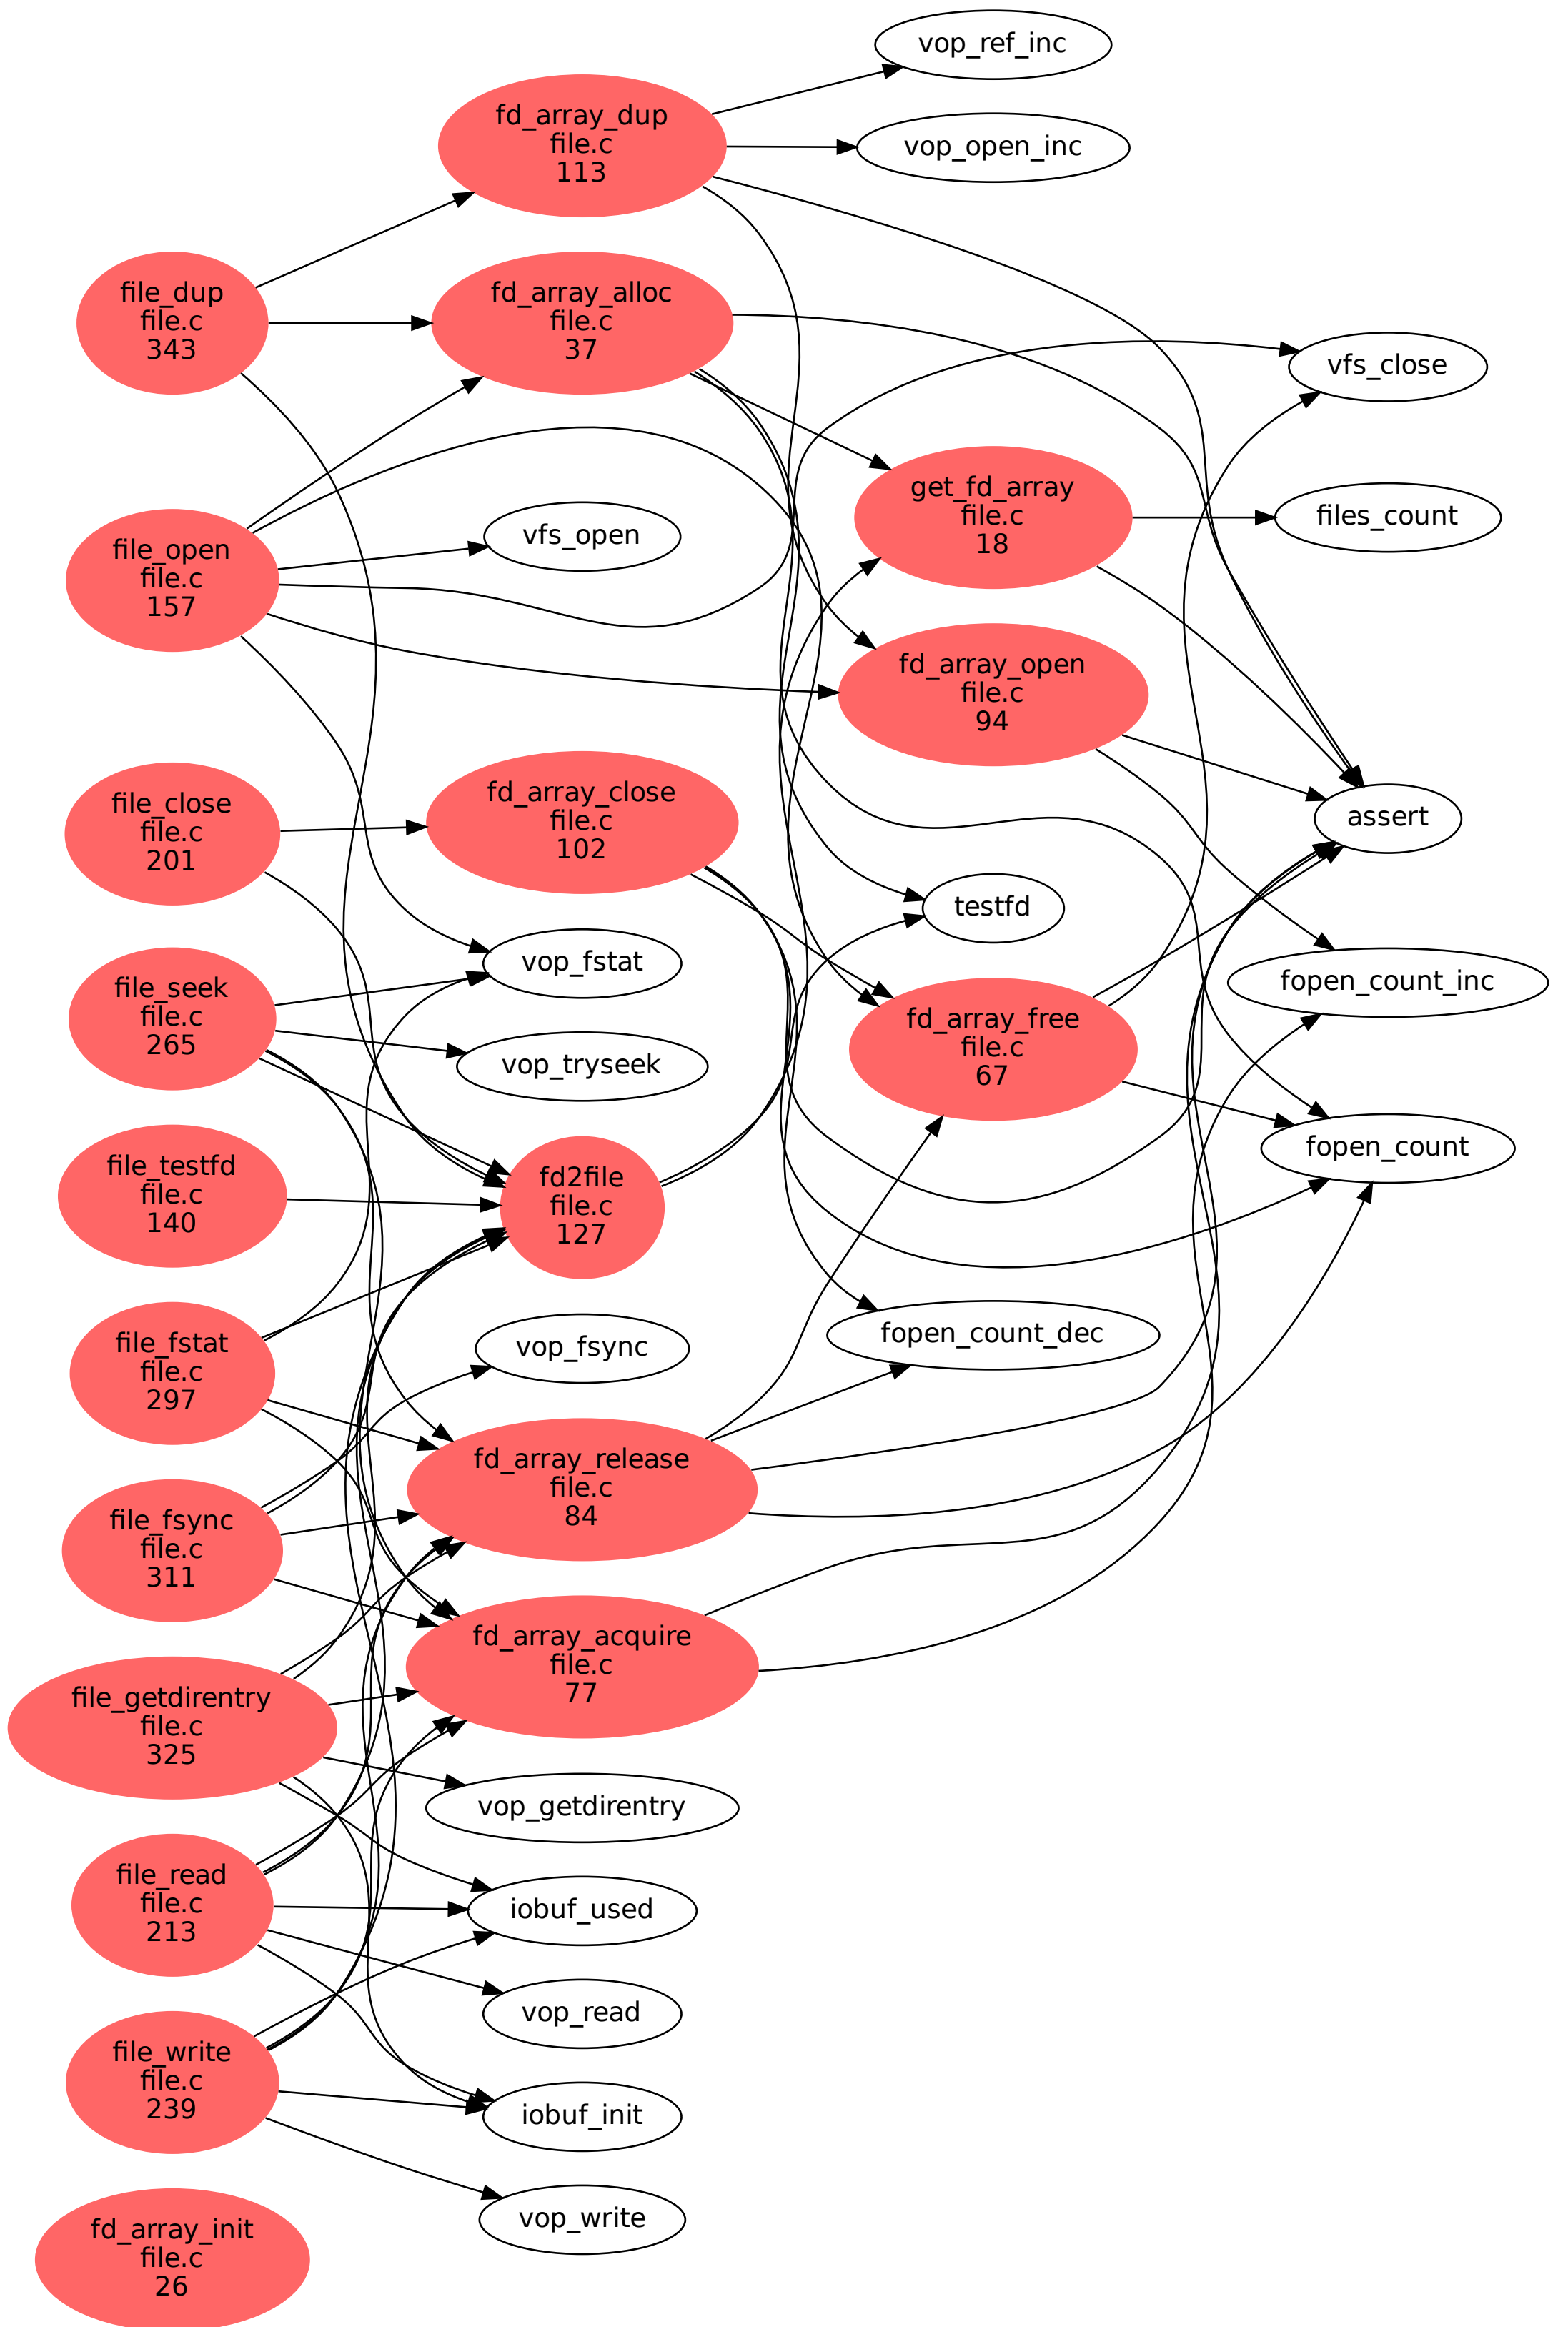 vop_ref_inc
fd_array_dup
file.c
113
vop_open_inc
file_dup
file.c
343
fd_array_alloc
file.c
37
vfs_close
get_fd_array
file.c
18
files_count
file_open
file.c
157
vfs_open
fd_array_open
file.c
94
file_close
file.c
201
fd_array_close
file.c
102
assert
testfd
vop_fstat
file_seek
file.c
265
fopen_count_inc
fd_array_free
file.c
67
vop_tryseek
file_testfd
file.c
140
fd2file
file.c
127
fopen_count
file_fstat
file.c
297
vop_fsync
fopen_count_dec
fd_array_release
file.c
84
file_fsync
file.c
311
fd_array_acquire
file.c
77
file_getdirentry
file.c
325
vop_getdirentry
file_read
file.c
213
iobuf_used
vop_read
file_write
file.c
239
iobuf_init
vop_write
fd_array_init
file.c
26